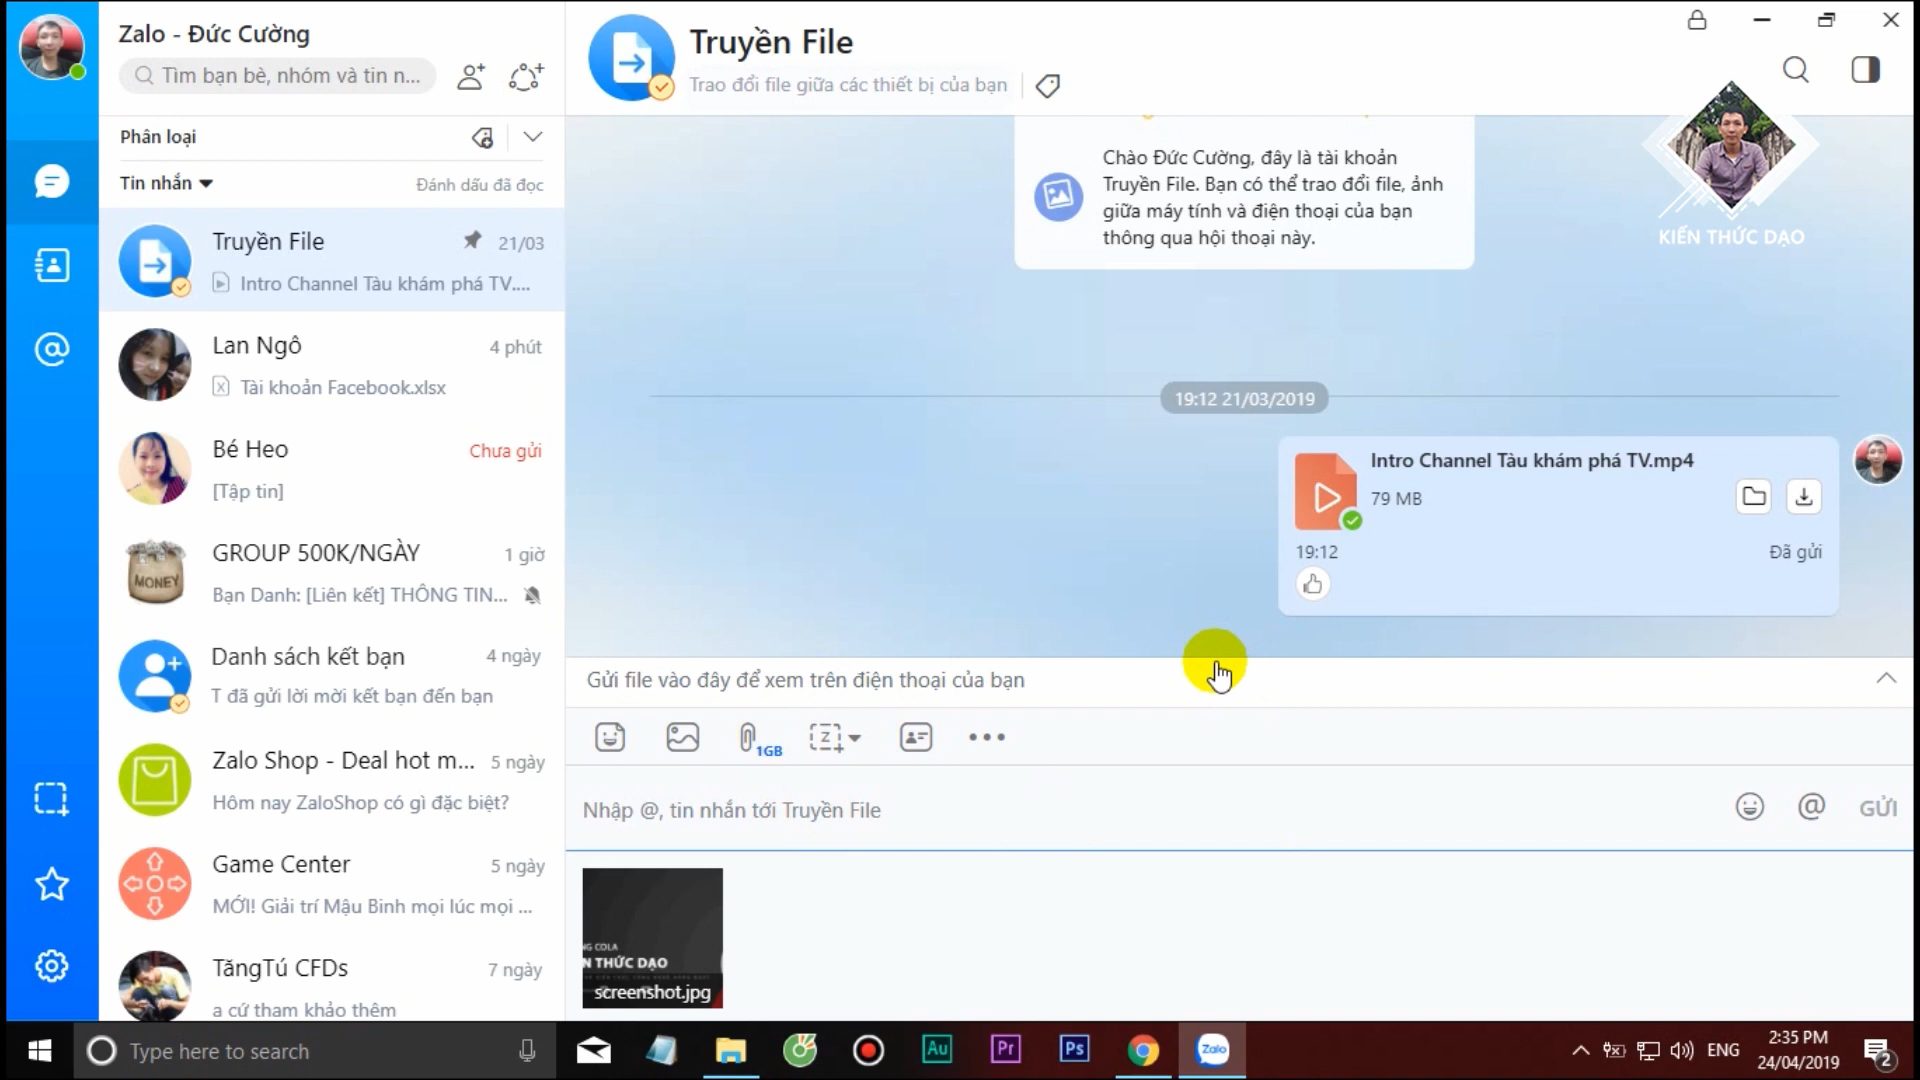 Zalo - Đức Cường
Tìm bạn bè, nhóm và tin n...
Phân loại
Tin nhắn
Đánh dấu đã đọc
Truyền File
21/03
Intro Channel Tàu khám phá TV....
Lan Ngô
4 phút
Tài khoản Facebook.xlsx
Bé Heo
Chưa gửi
[Tập tin]
MONEY
GROUP 500K/NGÀY
1 giờ
Bạn Danh: [Liên kết] THÔNG TIN...
Danh sách kết bạn
4 ngày
T đã gửi lời mời kết bạn đến bạn
Zalo Shop - Deal hot m...
5 ngày
Hôm nay ZaloShop có gì đặc biệt?
Game Center
5 ngày
MỚI! Giải trí Mậu Binh mọi lúc mọi ...
TăngTú CFDs
7 ngày
a cứ tham khảo thêm
Truyền File
Trao đổi file giữa các thiết bị của bạn
KIẾN THỨC DẠO
Chào Đức Cường, đây là tài khoản
Truyền File. Bạn có thể trao đổi file, ảnh
giữa máy tính và điện thoại của bạn
thông qua hội thoại này.
19:12 21/03/2019
Intro Channel Tàu khám phá TV.mp4
79 MB
19:12
Đã gửi
Gửi file vào đây để xem trên điện thoại của bạn
1GB
Z
Nhập @, tin nhắn tới Truyền File
@
GỬI
NG COLA
N THỨC DẠO
screenshot.jpg
Type here to search
Au
Pr
Ps
Zalo
ENG
2:35 PM
24/04/2019
2